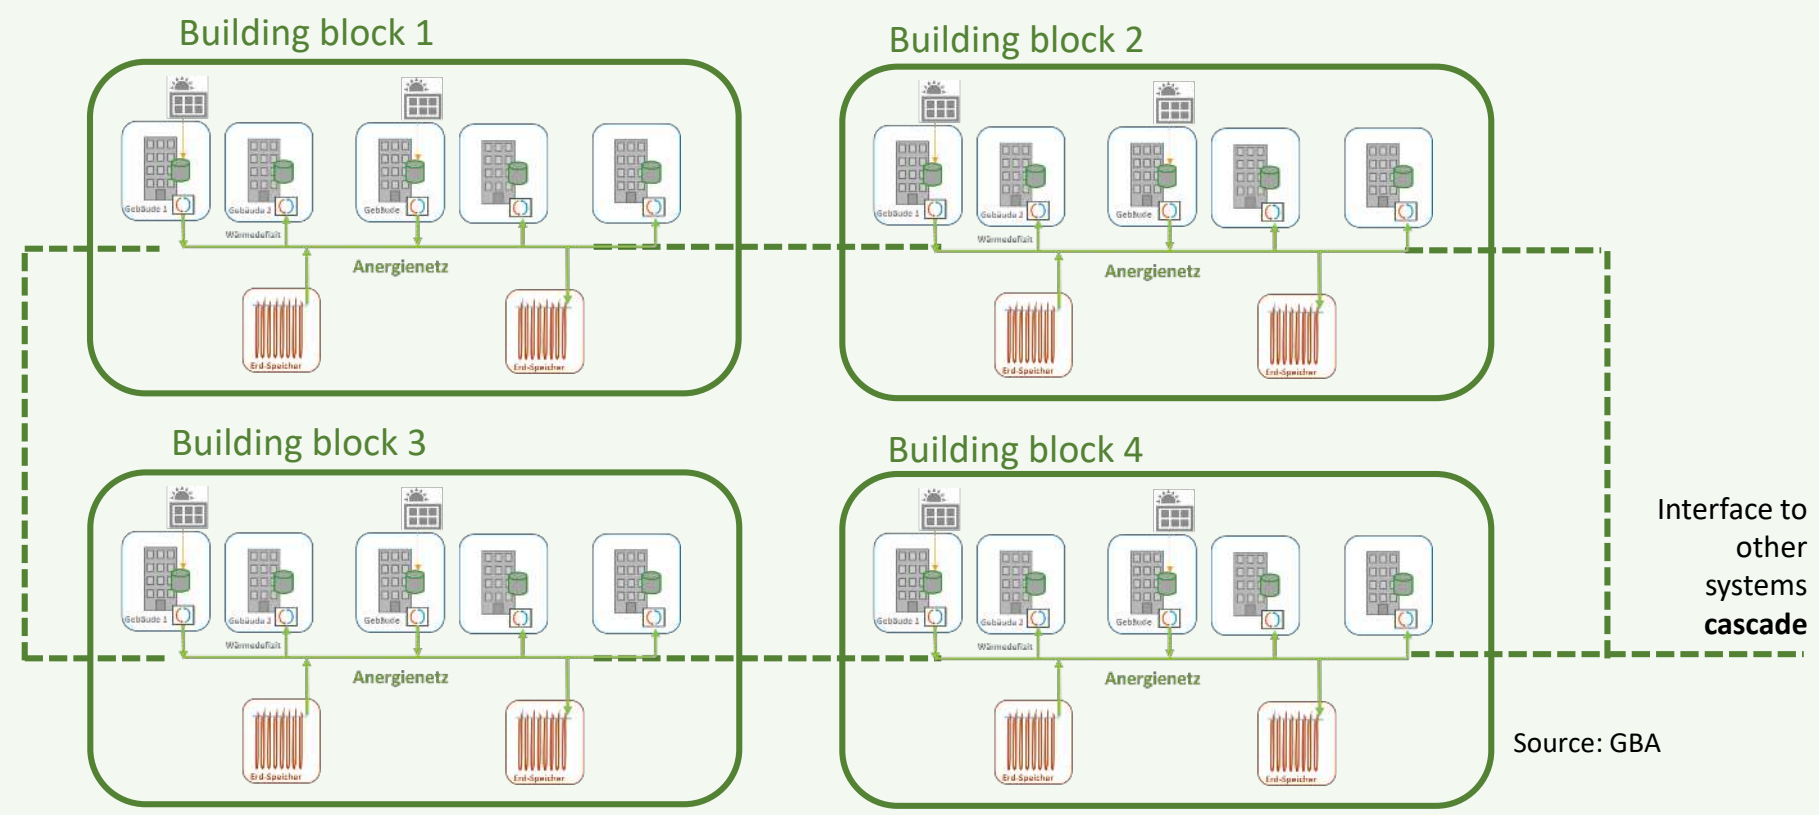 Building block 1
Gebäude 1
Gebäude 2
Gebäude
Wärmedefizit
Anergienetz
Erd-Speicher
Erd-Speicher
Building block 2
Gebäude 1
Gebäude 2
Gebäude
Wärmedefizit
Anergienetz
Erd-Speicher
Erd-Speicher
Building block 3
Gebäude 1
Gebäude 2
Gebäude
Wärmedefizit
Anergienetz
Erd-Speicher
Erd-Speicher
Building block 4
Gebäude 1
Gebäude 2
Gebäude
Wärmedefizit
Anergienetz
Erd-Speicher
Erd-Speicher
Interface to
other
systems
cascade
Source: GBA